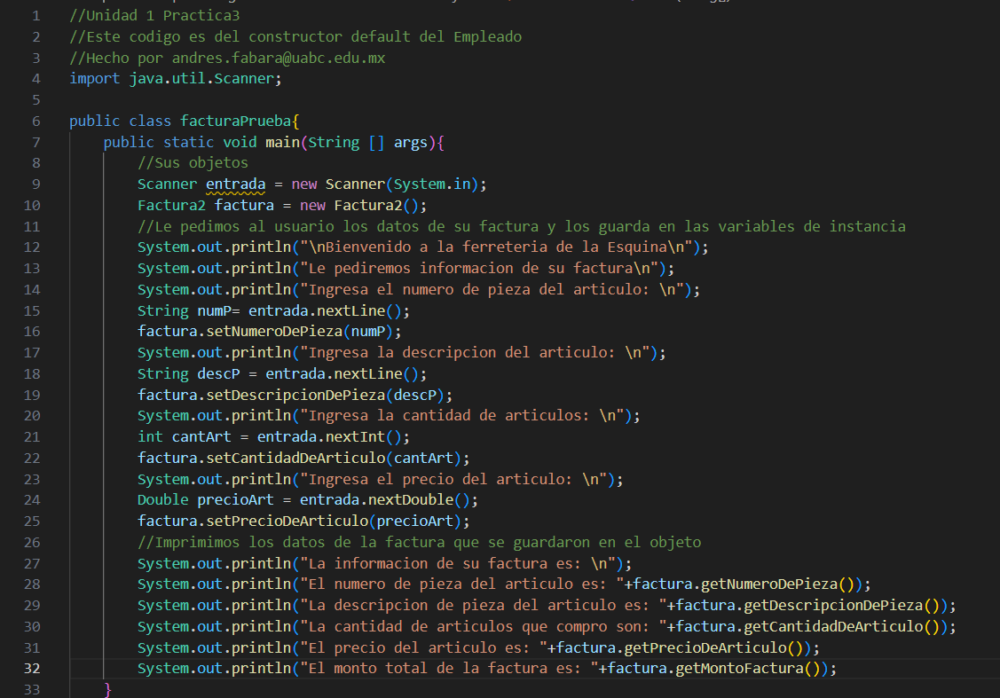 1 //Unidad 1 Practica3
2 //Este codigo es del constructor default del Empleado
3 //Hecho por andres.fabara@uabc.edu.mx
4 import java.util.Scanner;
5
6 public class facturaPrueba{
7 public static void main(String [] args){
8 //Sus objetos
9 Scanner entrada = new Scanner(System.in);
10 Factura2 factura = new Factura2();
11 //Le pedimos al usuario los datos de su factura y los guarda en las variables de instancia
12 System.out.println("\nBienvenido a la ferreteria de la Esquina\n");
13 System.out.println("Le pediremos informacion de su factura\n");
14 System.out.println("Ingresa el numero de pieza del articulo: \n");
15 String numP= entrada.nextLine();
16 factura.setNumeroDePieza(numP);
17 System.out.println("Ingresa la descripcion del articulo: \n");
18 String descP = entrada.nextLine();
19 factura.setDescripcionDePieza(descP);
20 System.out.println("Ingresa la cantidad de articulos: \n");
21 int cantArt = entrada.nextInt();
22 factura.setCantidadDeArticulo(cantArt);
23 System.out.println("Ingresa el precio del articulo: \n");
24 Double precioArt = entrada.nextDouble();
25 factura.setPrecioDeArticulo(precioArt);
26 //Imprimimos los datos de la factura que se guardaron en el objeto
27 System.out.println("La informacion de su factura es: \n");
28 System.out.println("El numero de pieza del articulo es: "+factura.getNumeroDePieza());
29 System.out.println("La descripcion de pieza del articulo es: "+factura.getDescripcionDePieza());
30 System.out.println("La cantidad de articulos que compro son: "+factura.getCantidadDeArticulo());
31 System.out.println("El precio del articulo es: "+factura.getPrecioDeArticulo());
32 System.out.println("El monto total de la factura es: "+factura.getMontoFactura());
33 }